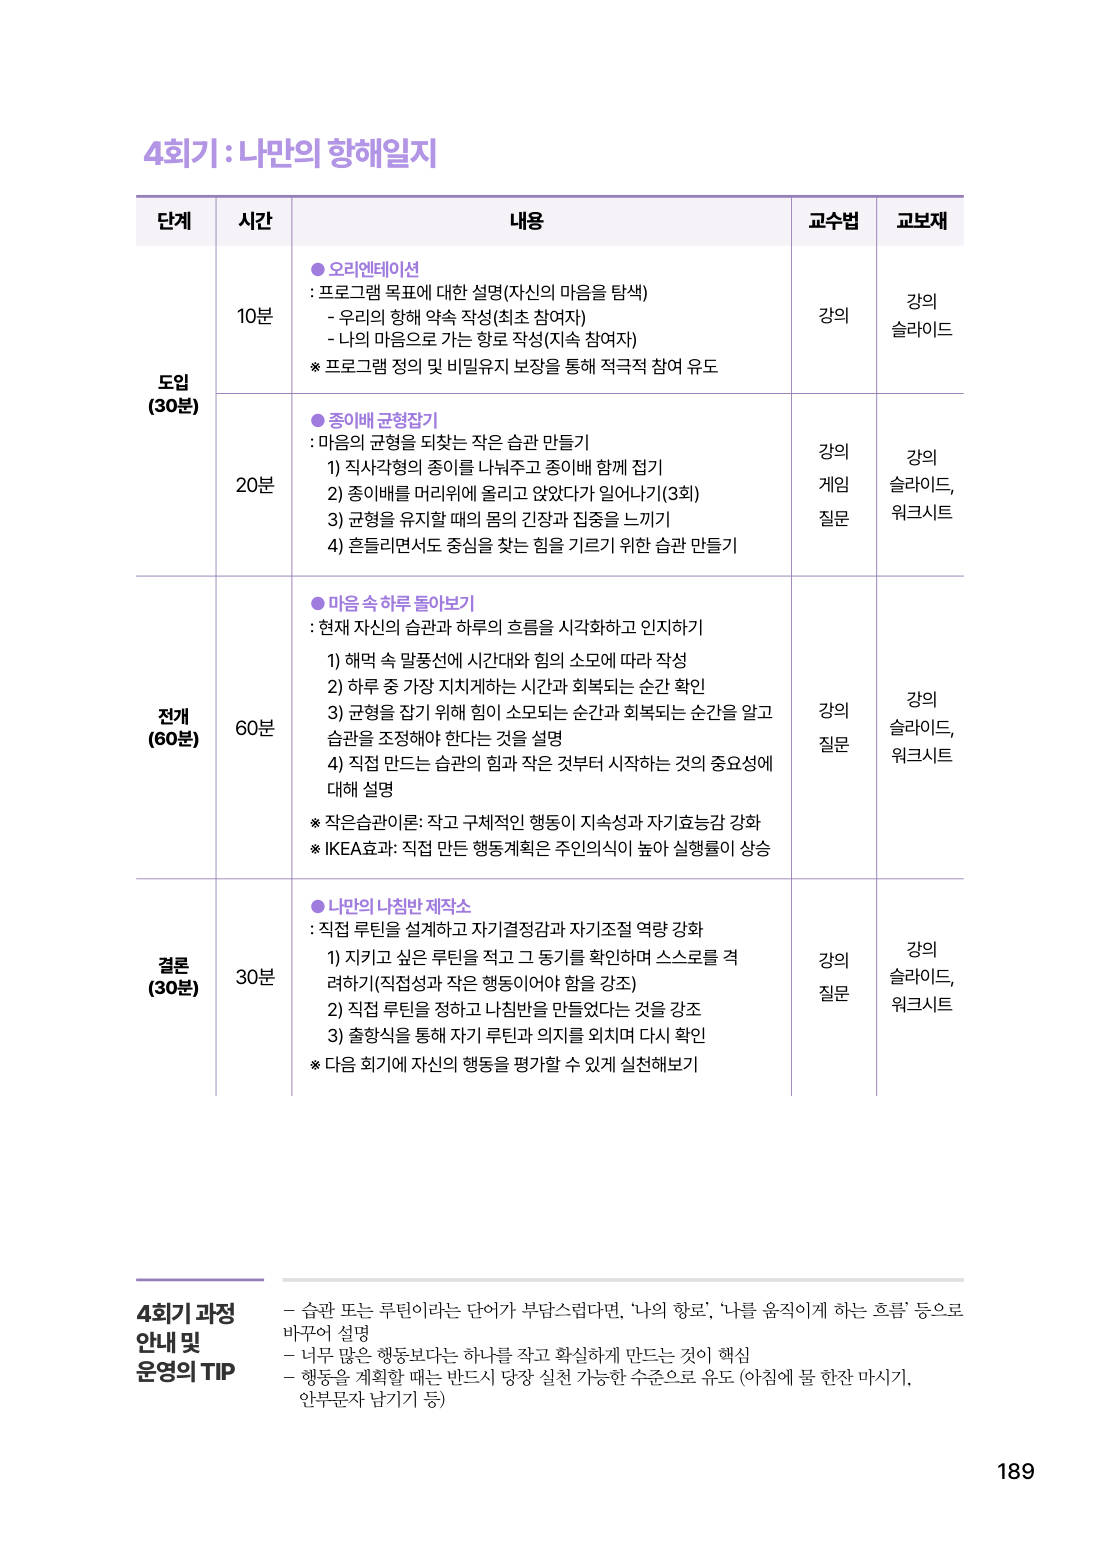 4회기 : 나만의 항해일지
단계 시간 내용 교수법 교보재
도입
(30분)
10분
● 오리엔테이션
: 프로그램 목표에 대한 설명(자신의 마음을 탐색)
- 우리의 항해 약속 작성(최초 참여자)
- 나의 마음으로 가는 항로 작성(지속 참여자)
※ 프로그램 정의 및 비밀유지 보장을 통해 적극적 참여 유도
강의
강의
슬라이드
20분
● 종이배 균형잡기
: 마음의 균형을 되찾는 작은 습관 만들기
1) 직사각형의 종이를 나눠주고 종이배 함께 접기
2) 종이배를 머리위에 올리고 앉았다가 일어나기(3회)
3) 균형을 유지할 때의 몸의 긴장과 집중을 느끼기
4) 흔들리면서도 중심을 찾는 힘을 기르기 위한 습관 만들기
강의
게임
질문
강의
슬라이드,
워크시트
전개
(60분)
60분
● 마음 속 하루 돌아보기
: 현재 자신의 습관과 하루의 흐름을 시각화하고 인지하기
1) 해먹 속 말풍선에 시간대와 힘의 소모에 따라 작성
2) 하루 중 가장 지치게하는 시간과 회복되는 순간 확인
3) 균형을 잡기 위해 힘이 소모되는 순간과 회복되는 순간을 알고
습관을 조정해야 한다는 것을 설명
4) 직접 만드는 습관의 힘과 작은 것부터 시작하는 것의 중요성에
대해 설명
※ 작은습관이론: 작고 구체적인 행동이 지속성과 자기효능감 강화
※ IKEA효과: 직접 만든 행동계획은 주인의식이 높아 실행률이 상승
강의
질문
강의
슬라이드,
워크시트
결론
(30분)
30분
● 나만의 나침반 제작소
: 직접 루틴을 설계하고 자기결정감과 자기조절 역량 강화
1) 지키고 싶은 루틴을 적고 그 동기를 확인하며 스스로를 격
려하기(직접성과 작은 행동이어야 함을 강조)
2) 직접 루틴을 정하고 나침반을 만들었다는 것을 강조
3) 출항식을 통해 자기 루틴과 의지를 외치며 다시 확인
※ 다음 회기에 자신의 행동을 평가할 수 있게 실천해보기
강의
질문
강의
슬라이드,
워크시트
4회기 과정
안내 및
운영의 TIP
– 습관 또는 루틴이라는 단어가 부담스럽다면, ‘나의 항로’, ‘나를 움직이게 하는 흐름’ 등으로
바꾸어 설명
– 너무 많은 행동보다는 하나를 작고 확실하게 만드는 것이 핵심
– 행동을 계획할 때는 반드시 당장 실천 가능한 수준으로 유도 (아침에 물 한잔 마시기,
안부문자 남기기 등)
189